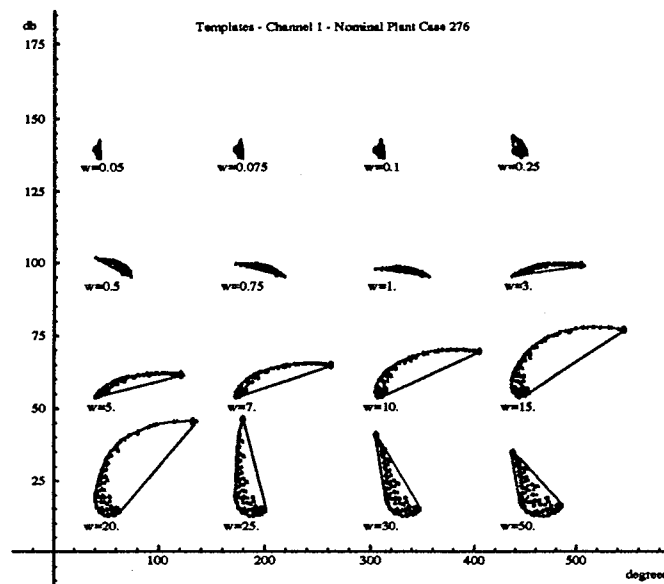 db
Templates - Channel 1 - Nominal Plant Case 276
175
150
125
w=0.05 w=0.075 w=0.1 w=0.25
100
w=0.5 w=0.75 w=1. w=3.
75
50
w=5. w=7. w=10. w=15.
25
w=20. w=25. w=30. w=50.
100 200 300 400 500
degrees